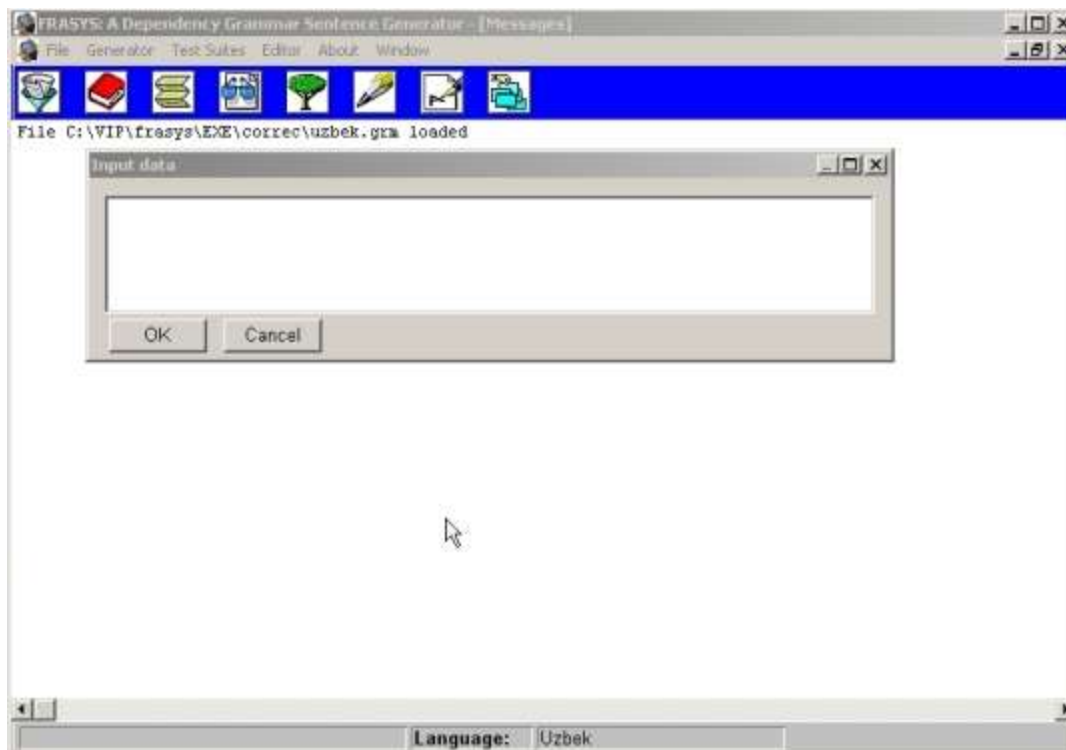 FRASYS: A Dependency Grammar Sentence Generator - [Messages]
File Generator Test Suites Editor About Window
File C:\VIP\frasys\EXE\correc\uzbek.grm loaded
Input data
OK Cancel
Language: Uzbek